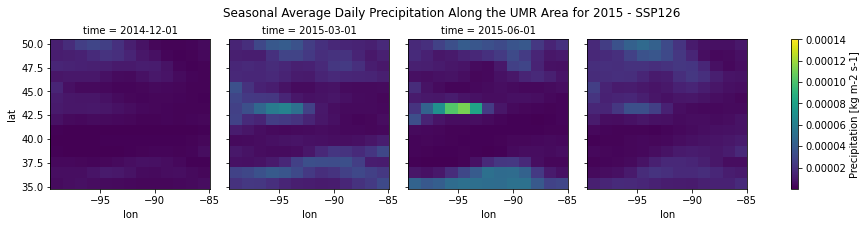 Seasonal Average Daily Precipitation Along the UMR Area for 2015 - SSP126
time = 2014-12-01
time = 2015-03-01
time = 2015-06-01
50.0
47.5
45.0
42.5
40.0
37.5
35.0
lat
−95
−90
−85
lon
−95
−90
−85
lon
−95
−90
−85
lon
−95
−90
−85
lon
0.00014
0.00012
0.00010
0.00008
0.00006
0.00004
0.00002
Precipitation [kg m-2 s-1]